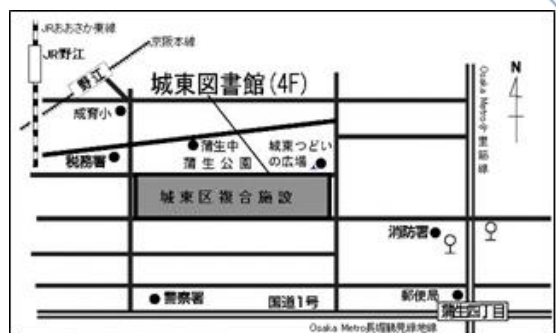 JRおおさか東線
京阪本線
JR野江
野江
城東図書館(4F)
成育小
Osaka Metro今里筋線
N
蒲生中
蒲生公園
城東つどい
の広場
税務署
城東区複合施設
消防署
警察署
国道1号
郵便局
蒲生四丁目
Osaka Metro長堀鶴見緑地線